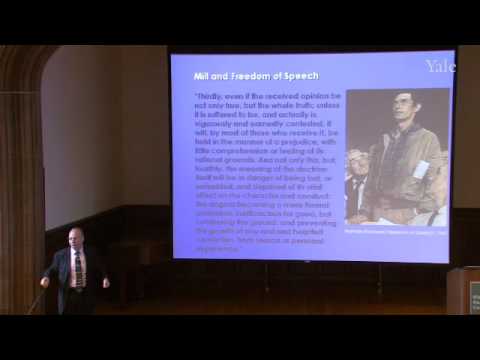 Yale
Mill and Freedom of Speech
"Thirdly, even if the received opinion be
not only true, but the whole truth; unless
it is suffered to be, and actually is,
vigorously and earnestly contested, it
will, by most of those who receive it, be
held in the manner of a prejudice, with
little comprehension or feeling of its
rational grounds. And not only this, but,
fourthly, the meaning of the doctrine
itself will be in danger of being lost, or
enfeebled, and deprived of its vital
effect on the character and conduct:
the dogma becoming a mere formal
profession, inefficacious for good, but
cumbering the ground, and preventing
the growth of any real and heartfelt
conviction, from reason or personal
experience."
Freedom of Speech